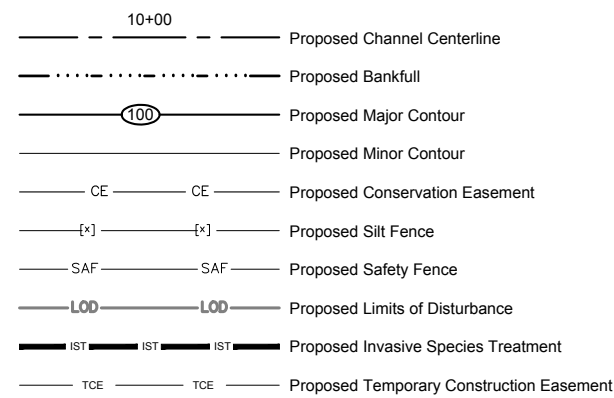 10+00
Proposed Channel Centerline
Proposed Bankfull
100 Proposed Major Contour
Proposed Minor Contour
CE CE Proposed Conservation Easement
[x] [x] Proposed Silt Fence
SAF SAF Proposed Safety Fence
LOD LOD Proposed Limits of Disturbance
IST IST IST Proposed Invasive Species Treatment
TCE TCE Proposed Temporary Construction Easement